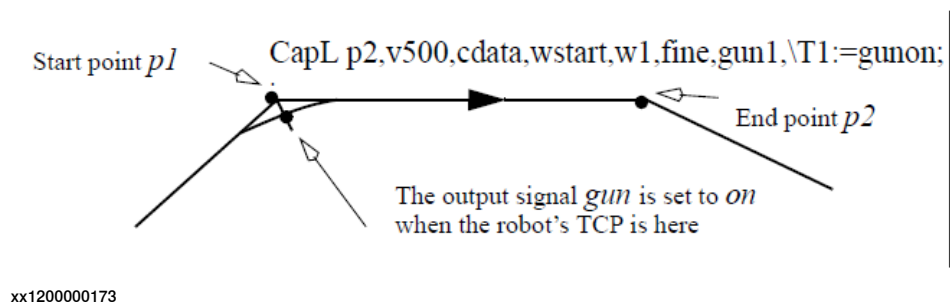 CapL p2,v500,cdata,wstart,w1,fine,gun1,\T1:=gunon;
Start point p1
End point p2
The output signal gun is set to on
when the robot's TCP is here
xx1200000173